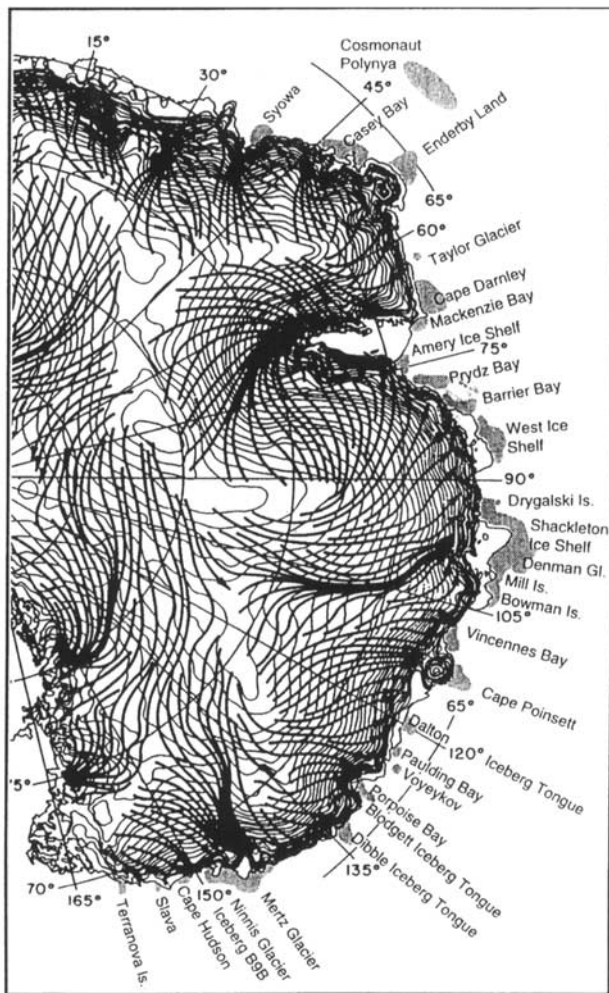 15°
30°
Cosmonaut
Polynya
45°
Syowa
Casey Bay
Enderby Land
65°
60°
Taylor Glacier
Cape Darnley
Mackenzie Bay
Amery Ice Shelf
75°
Prydz Bay
Barrier Bay
West Ice
Shelf
90°
Drygalski Is.
Shackleton
Ice Shelf
Denman Gl.
Mill Is.
Bowman Is.
105°
Vincennes Bay
Cape Poinsett
65°
Dalton Iceberg Tongue
120°
Paulding Bay
Voyeykov
Porpoise Bay
Blodgett Iceberg Tongue
Dibble Iceberg Tongue
135°
Mertz Glacier
Ninnis Glacier
Iceberg B9B
150°
Cape Hudson
Slava
Terranova Is.
165°
70°
75°